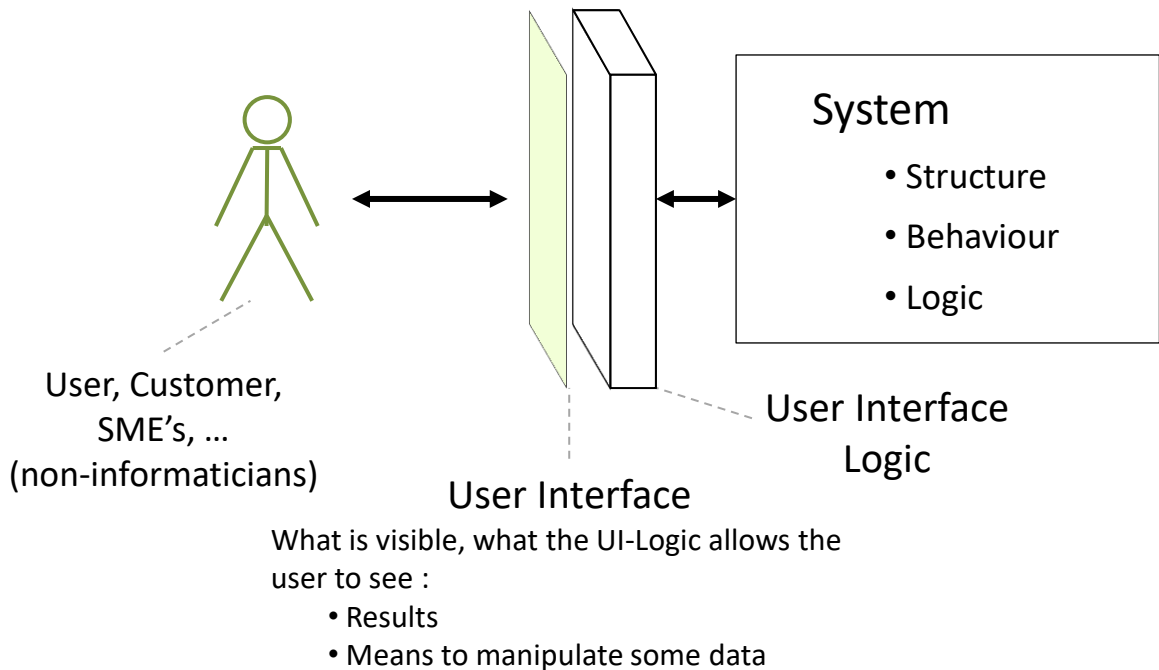 System
• Structure
• Behaviour
• Logic
User, Customer,
SME’s, …
(non-informaticians)
User Interface
Logic
User Interface
What is visible, what the UI-Logic allows the
user to see :
• Results
• Means to manipulate some data